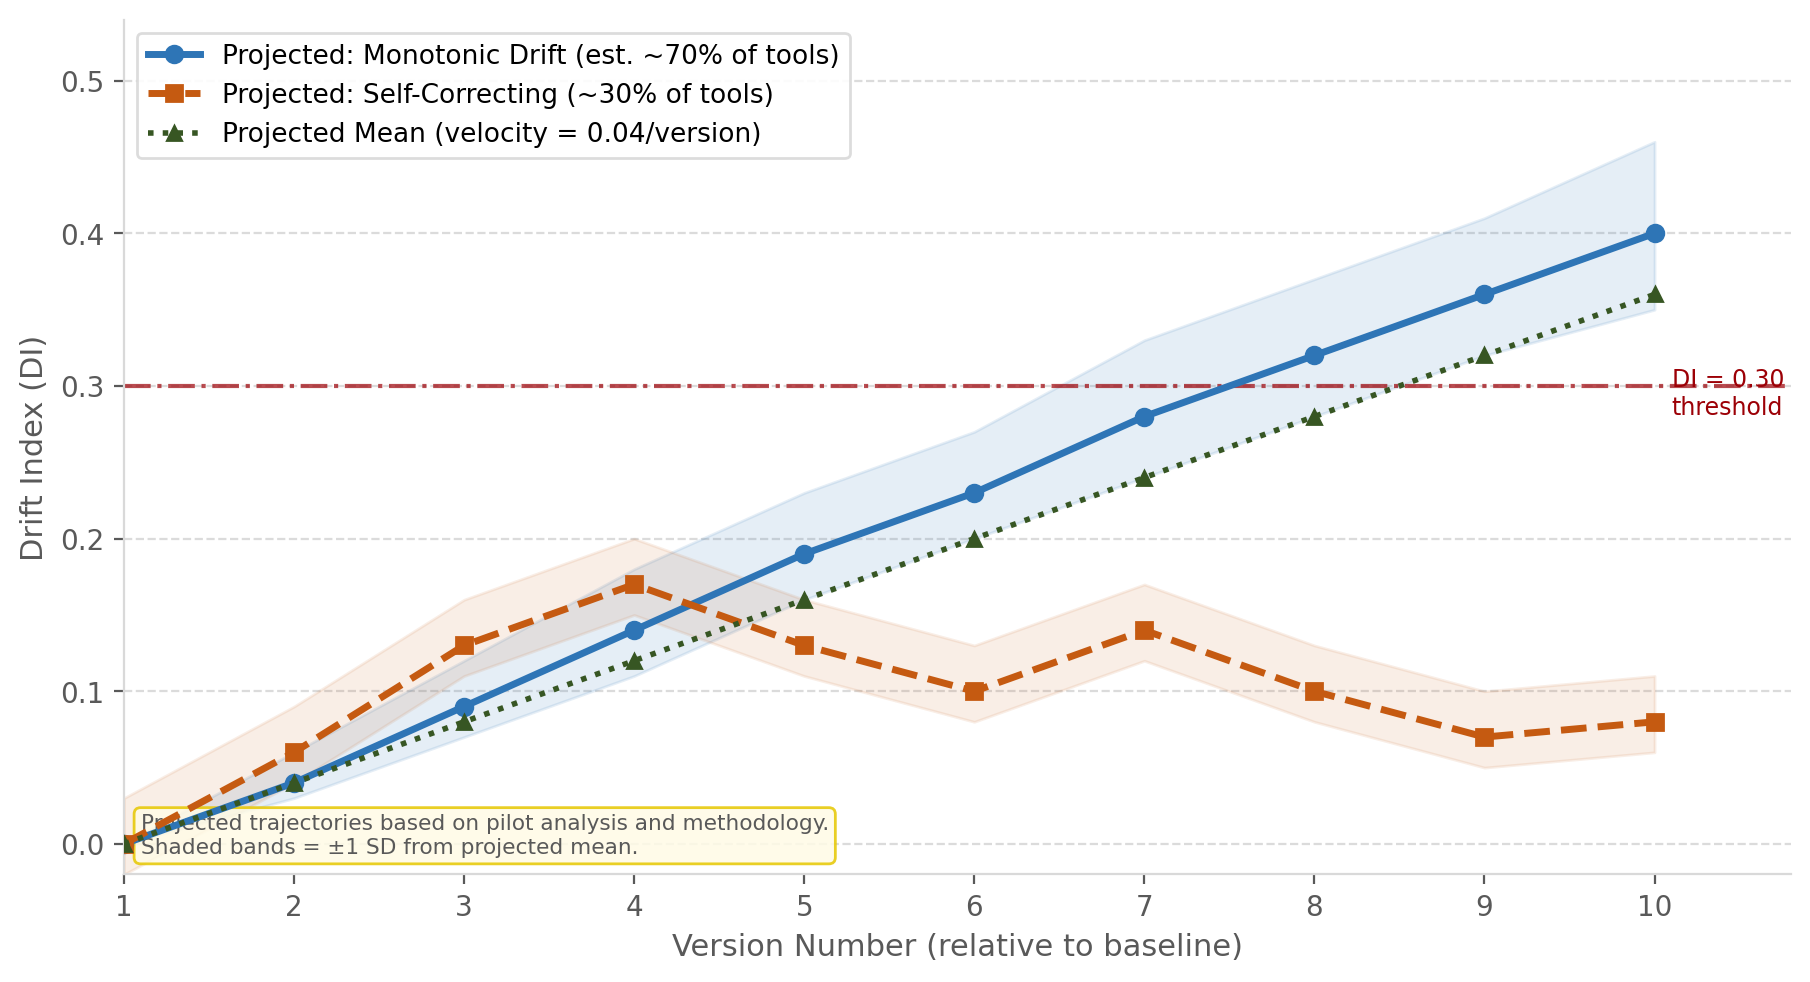 Projected: Monotonic Drift (est. ~70% of tools)
Projected: Self-Correcting (~30% of tools)
Projected Mean (velocity = 0.04/version)
0.5
0.4
0.3
0.2
0.1
0.0
Drift Index (DI)
DI = 0.30
threshold
Projected trajectories based on pilot analysis and methodology.
Shaded bands = ±1 SD from projected mean.
1 2 3 4 5 6 7 8 9 10
Version Number (relative to baseline)